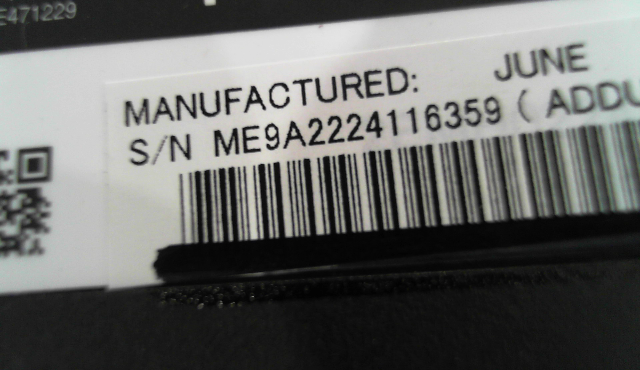 E471229
MANUFACTURED: JUNE
S/N ME9A2224116359 ( ADDU